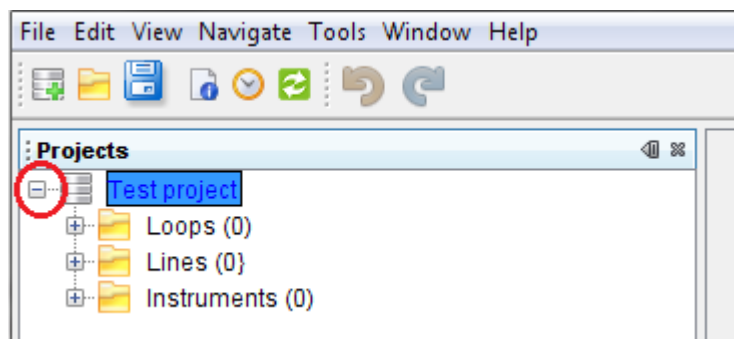 File Edit View Navigate Tools Window Help
Projects
Test project
Loops (0)
Lines (0}
Instruments (0)